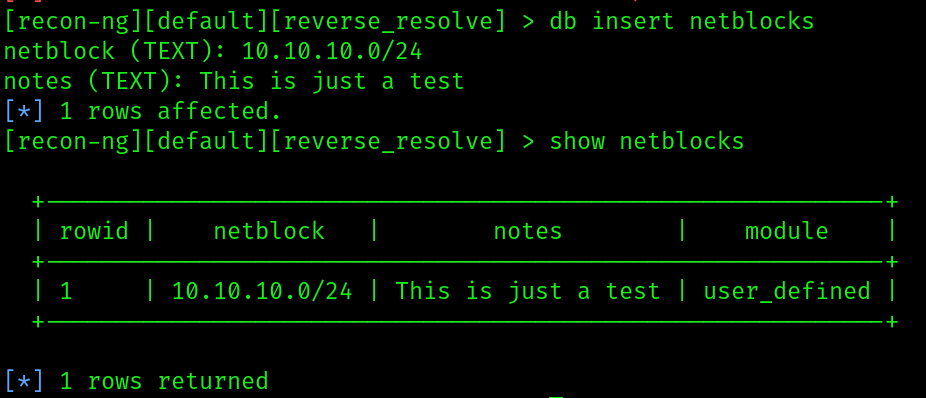 [recon-ng][default][reverse_resolve] > db insert netblocks
netblock (TEXT): 10.10.10.0/24
notes (TEXT): This is just a test
[*] 1 rows affected.
[recon-ng][default][reverse_resolve] > show netblocks
+------------------------------------------------------------+
| rowid | netblock | notes | module |
+------------------------------------------------------------+
| 1 | 10.10.10.0/24 | This is just a test | user_defined |
+------------------------------------------------------------+
[*] 1 rows returned